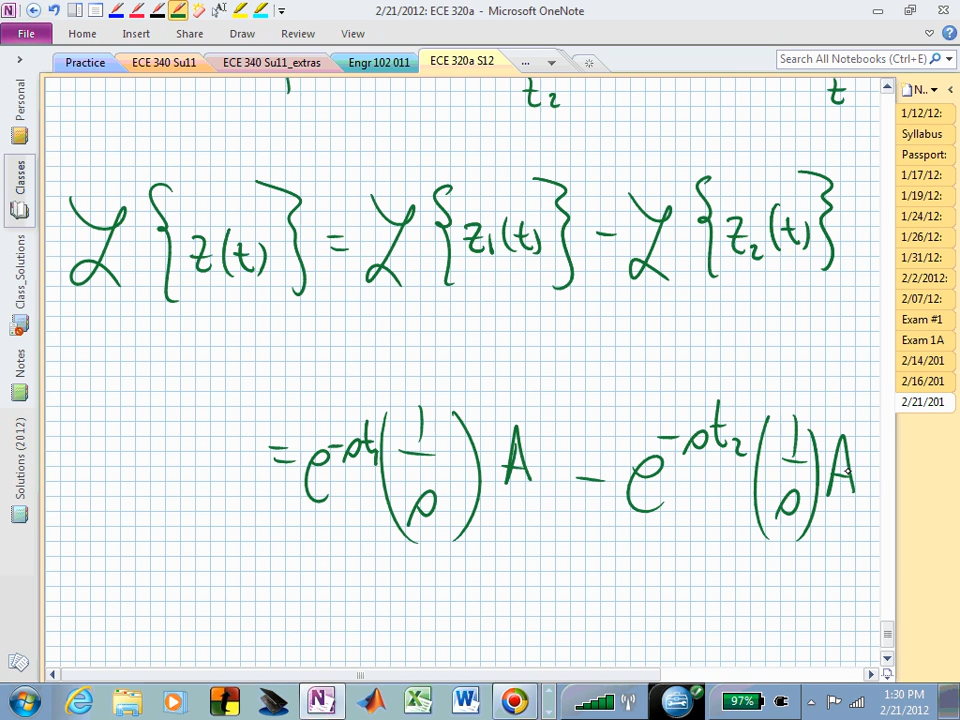 2/21/2012: ECE 320a - Microsoft OneNote
File Home Insert Share Draw Review View
Practice ECE 340 Su11 ECE 340 Su11_extras Engr 102 011 ECE 320a S12 ... Search All Notebooks (Ctrl+E)
Personal
Classes
Class_Solutions
Notes
Solutions (2012)
t₂ t
ℒ{z(t)} = ℒ{z₁(t)} - ℒ{z₂(t)}
= e^(-st₁) (1/s) A - e^(-st₂) (1/s) A
N..
1/12/12:
Syllabus
Passport:
1/17/12:
1/19/12:
1/24/12:
1/26/12:
1/31/12:
2/2/2012:
2/07/12:
Exam #1
Exam 1A
2/14/201
2/16/201
2/21/201
97%
1:30 PM
2/21/2012